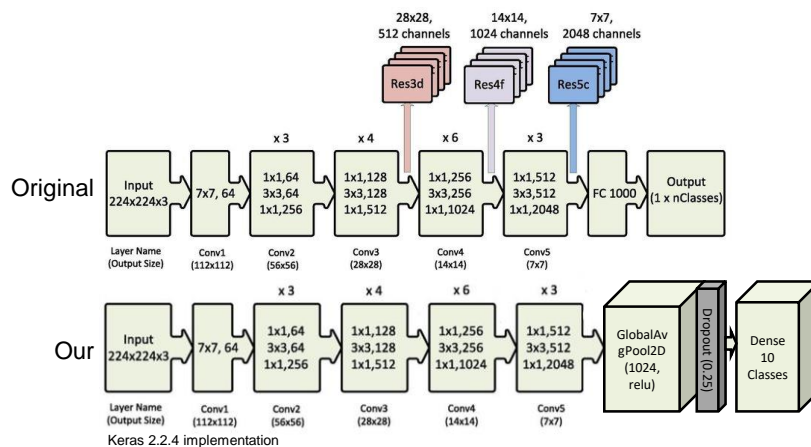 28x28,
512 channels
14x14,
1024 channels
7x7,
2048 channels
Res3d
Res4f
Res5c
x 3
x 4
x 6
x 3
Original
Input
224x224x3
7x7, 64
1x1,64
3x3,64
1x1,256
1x1,128
3x3,128
1x1,512
1x1,256
3x3,256
1x1,1024
1x1,512
3x3,512
1x1,2048
FC 1000
Output
(1 x nClasses)
Layer Name
(Output Size)
Conv1
(112x112)
Conv2
(56x56)
Conv3
(28x28)
Conv4
(14x14)
Conv5
(7x7)
x 3
x 4
x 6
x 3
Our
Input
224x224x3
7x7, 64
1x1,64
3x3,64
1x1,256
1x1,128
3x3,128
1x1,512
1x1,256
3x3,256
1x1,1024
1x1,512
3x3,512
1x1,2048
GlobalAv
gPool2D
(1024,
relu)
Dropout (0.25)
Dense
10
Classes
Layer Name
(Output Size)
Conv1
(112x112)
Conv2
(56x56)
Conv3
(28x28)
Conv4
(14x14)
Conv5
(7x7)
Keras 2.2.4 implementation